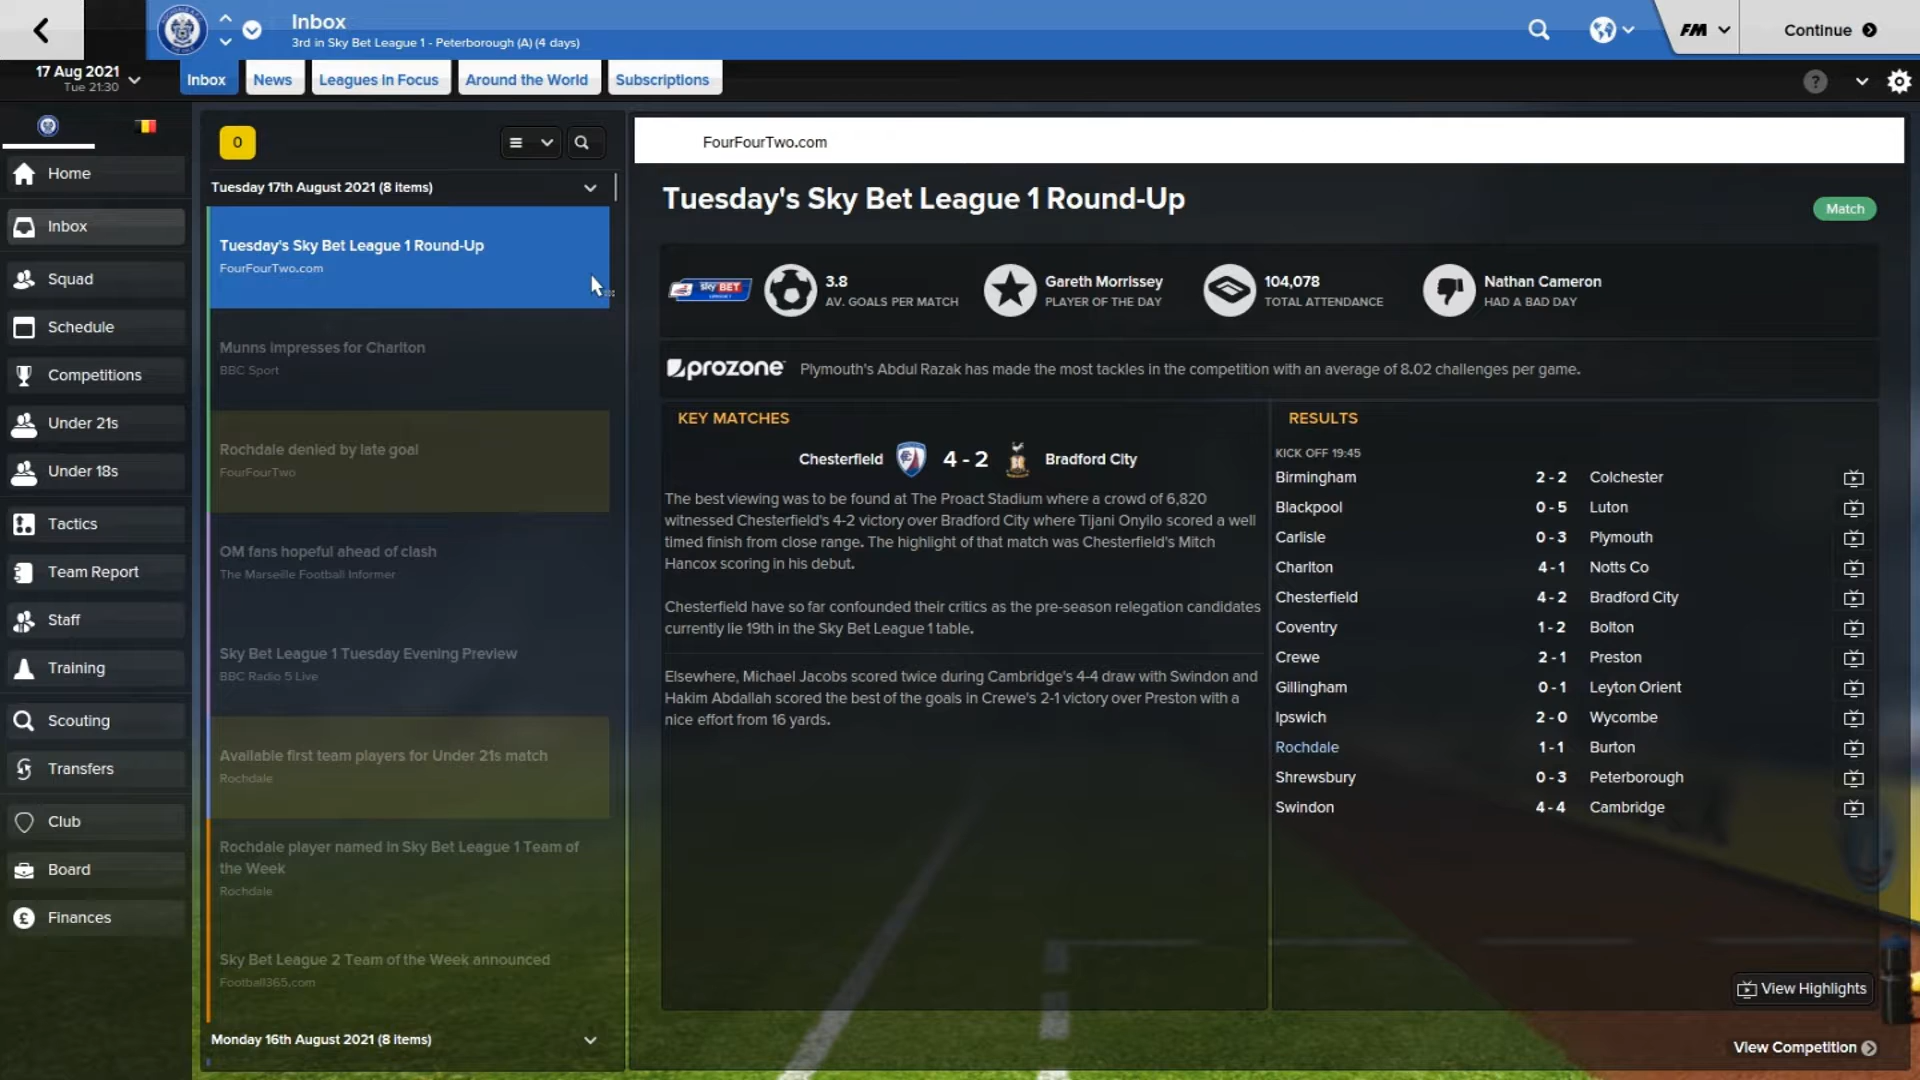 Inbox
3rd in Sky Bet League 1 - Peterborough (A) (4 days)
FM
Continue
17 Aug 2021
Tue 21:30
Inbox
News
Leagues In Focus
Around the World
Subscriptions
?
Home
Inbox
Squad
Schedule
Competitions
Under 21s
Under 18s
Tactics
Team Report
Staff
Training
Scouting
Transfers
Club
Board
Finances
0
Tuesday 17th August 2021 (8 items)
Tuesday's Sky Bet League 1 Round-Up
FourFourTwo.com
Munns impresses for Charlton
BBC Sport
Rochdale denied by late goal
FourFourTwo
OM fans hopeful ahead of clash
The Marseille Football Informer
Sky Bet League 1 Tuesday Evening Preview
BBC Radio 5 Live
Available first team players for Under 21s match
Rochdale
Rochdale player named in Sky Bet League 1 Team of
the Week
Rochdale
Sky Bet League 2 Team of the Week announced
Football365.com
Monday 16th August 2021 (8 items)
FourFourTwo.com
Tuesday's Sky Bet League 1 Round-Up
Match
sky BET
LEAGUE 1
3.8
AV. GOALS PER MATCH
Gareth Morrissey
PLAYER OF THE DAY
104,078
TOTAL ATTENDANCE
Nathan Cameron
HAD A BAD DAY
prozone
Plymouth's Abdul Razak has made the most tackles in the competition with an average of 8.02 challenges per game.
KEY MATCHES
Chesterfield 4 - 2 Bradford City
The best viewing was to be found at The Proact Stadium where a crowd of 6,820
witnessed Chesterfield's 4-2 victory over Bradford City where Tijani Onyilo scored a well
timed finish from close range. The highlight of that match was Chesterfield's Mitch
Hancox scoring in his debut.
Chesterfield have so far confounded their critics as the pre-season relegation candidates
currently lie 19th in the Sky Bet League 1 table.
Elsewhere, Michael Jacobs scored twice during Cambridge's 4-4 draw with Swindon and
Hakim Abdallah scored the best of the goals in Crewe's 2-1 victory over Preston with a
nice effort from 16 yards.
RESULTS
KICK OFF 19:45
Birmingham 2 - 2 Colchester
Blackpool 0 - 5 Luton
Carlisle 0 - 3 Plymouth
Charlton 4 - 1 Notts Co
Chesterfield 4 - 2 Bradford City
Coventry 1 - 2 Bolton
Crewe 2 - 1 Preston
Gillingham 0 - 1 Leyton Orient
Ipswich 2 - 0 Wycombe
Rochdale 1 - 1 Burton
Shrewsbury 0 - 3 Peterborough
Swindon 4 - 4 Cambridge
View Highlights
View Competition